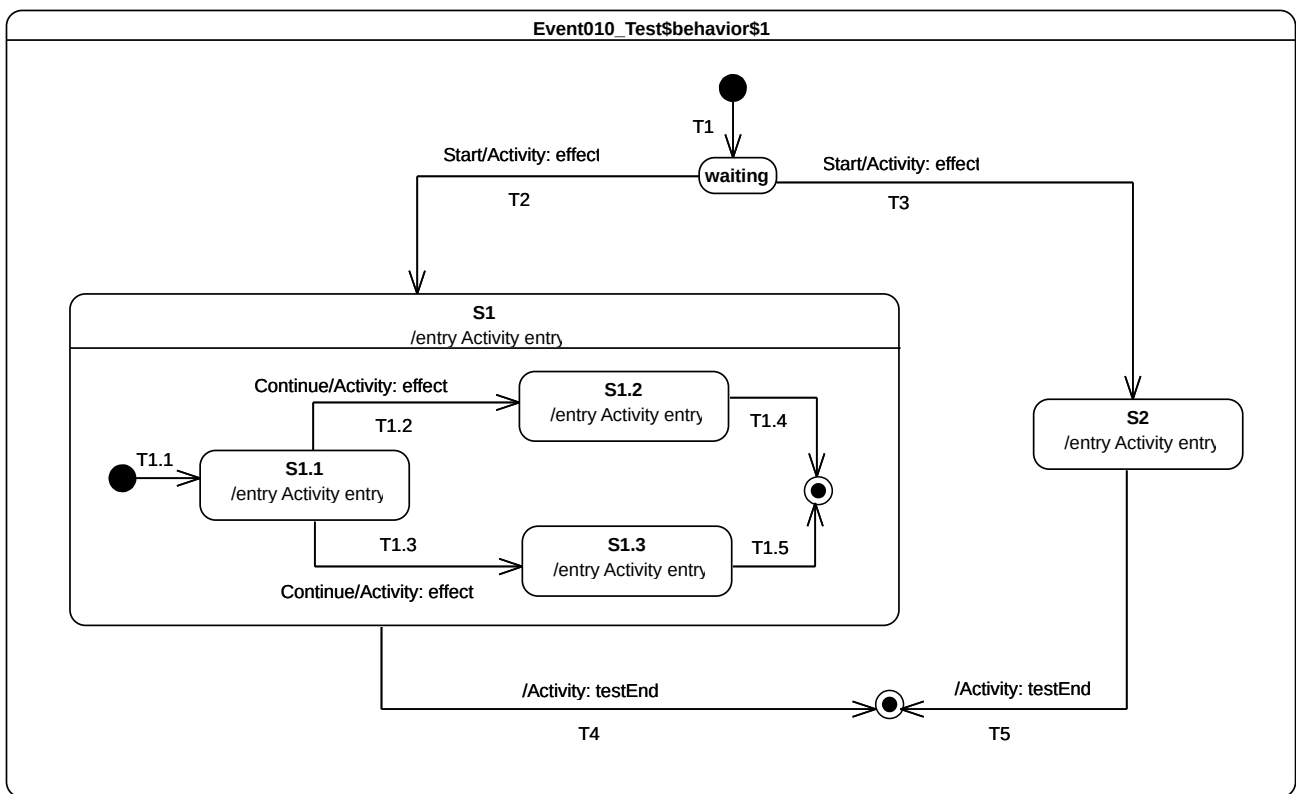 Event010_Test$behavior$1
T1
Start/Activity: effect
Start/Activity: effect
waiting
T2
T3
S1
/entry Activity entry
Continue/Activity: effect
S1.2
/entry Activity entry
T1.2
T1.4
S2
/entry Activity entry
T1.1
S1.1
/entry Activity entry
T1.3
S1.3
/entry Activity entry
T1.5
Continue/Activity: effect
/Activity: testEnd
/Activity: testEnd
T4
T5